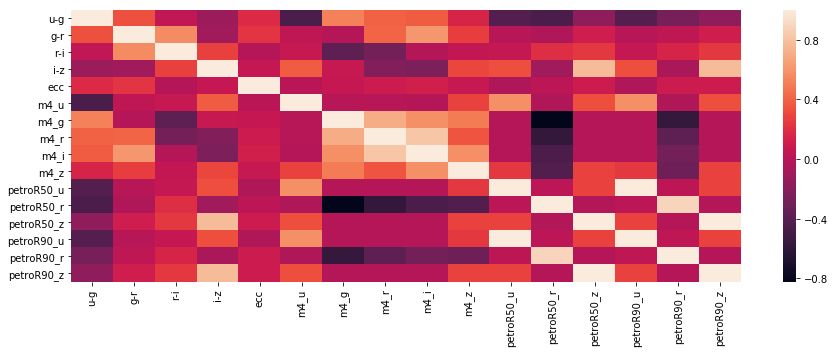 u-g
g-r
r-i
i-z
ecc
m4_u
m4_g
m4_r
m4_i
m4_z
petroR50_u
petroR50_r
petroR50_z
petroR90_u
petroR90_r
petroR90_z
u-g
g-r
r-i
i-z
ecc
m4_u
m4_g
m4_r
m4_i
m4_z
petroR50_u
petroR50_r
petroR50_z
petroR90_u
petroR90_r
petroR90_z
0.8
0.4
0.0
−0.4
−0.8